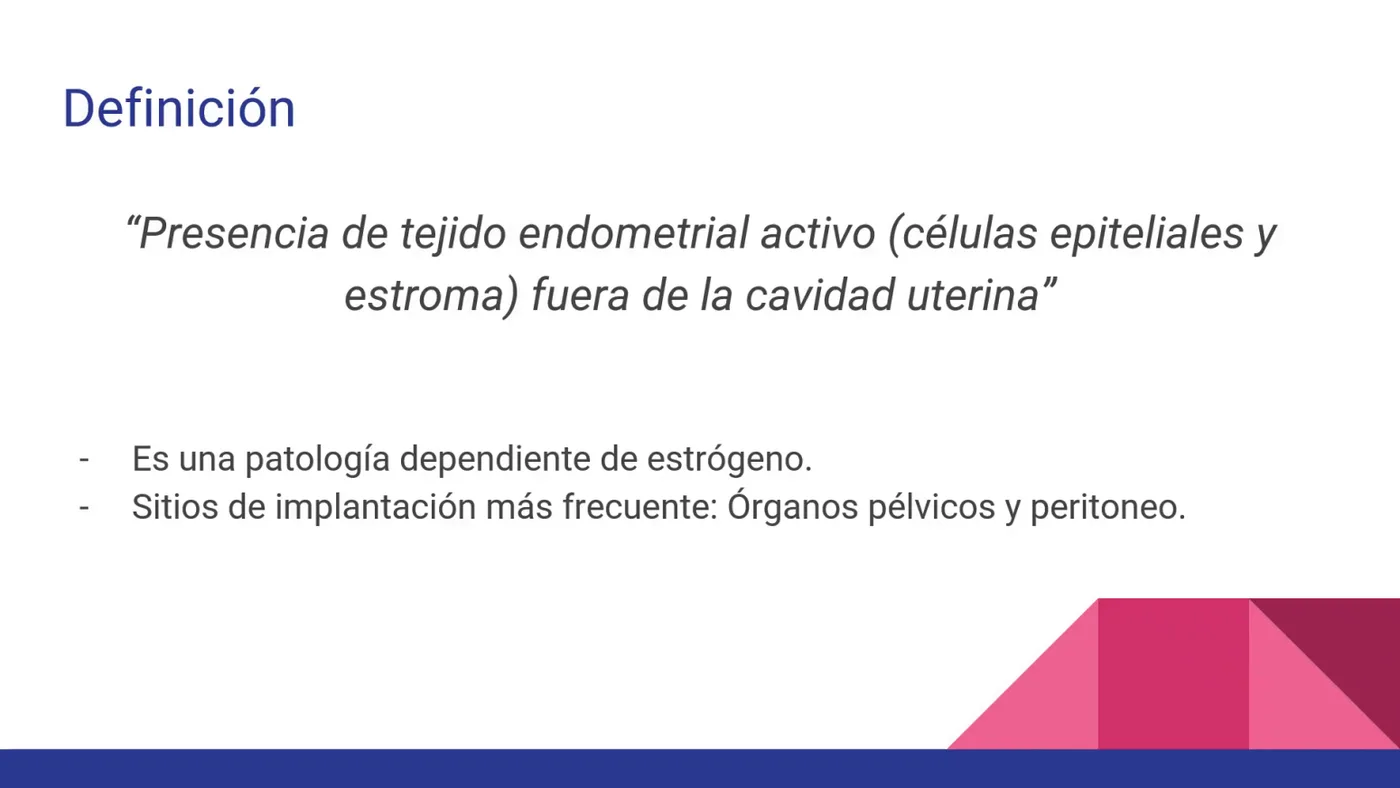 Definición
“Presencia de tejido endometrial activo (células epiteliales y
estroma) fuera de la cavidad uterina”
- Es una patología dependiente de estrógeno.
- Sitios de implantación más frecuente: Órganos pélvicos y peritoneo.